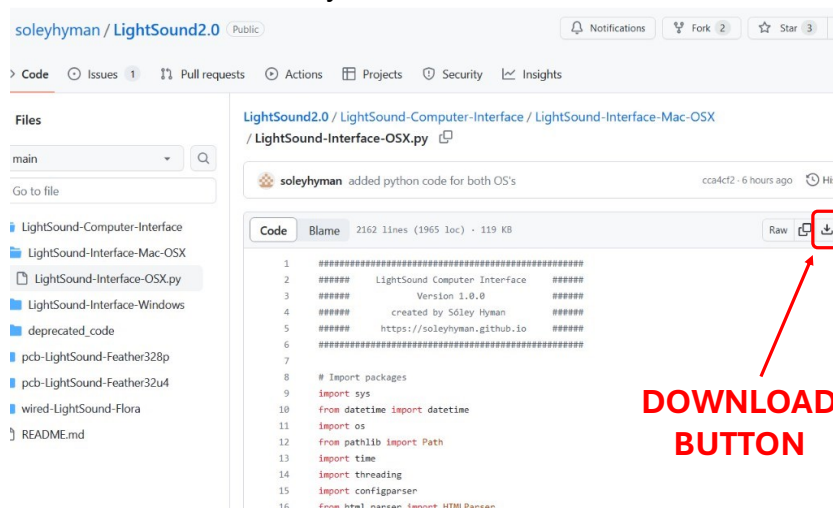 soleyhyman / LightSound2.0 Public
Notifications Fork 2 Star 3
Code Issues 1 Pull requests Actions Projects Security Insights
Files
main
Go to file
LightSound-Computer-Interface
LightSound-Interface-Mac-OSX
LightSound-Interface-OSX.py
LightSound-Interface-Windows
deprecated_code
pcb-LightSound-Feather328p
pcb-LightSound-Feather32u4
wired-LightSound-Flora
README.md
LightSound2.0 / LightSound-Computer-Interface / LightSound-Interface-Mac-OSX
/ LightSound-Interface-OSX.py
soleyhyman added python code for both OS's cca4cf2 · 6 hours ago
Code Blame 2162 lines (1965 loc) · 119 KB Raw
1 ####################################################
2 ###### LightSound Computer Interface ######
3 ###### Version 1.0.0 ######
4 ###### created by Sóley Hyman ######
5 ###### https://soleyhyman.github.io ######
6 ####################################################
7
8 # Import packages
9 import sys
10 from datetime import datetime
11 import os
12 from pathlib import Path
13 import time
14 import threading
15 import configparser
16 from html.parser import HTMLParser
DOWNLOAD
BUTTON